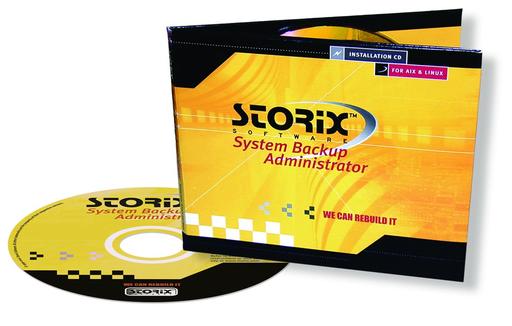 INSTALLATION CD
FOR AIX & LINUX
STORIX™
SOFTWARE
System Backup
Administrator
WE CAN REBUILD IT
STORIX
System Backup
Administrator
WE CAN REBUILD IT
STORIX